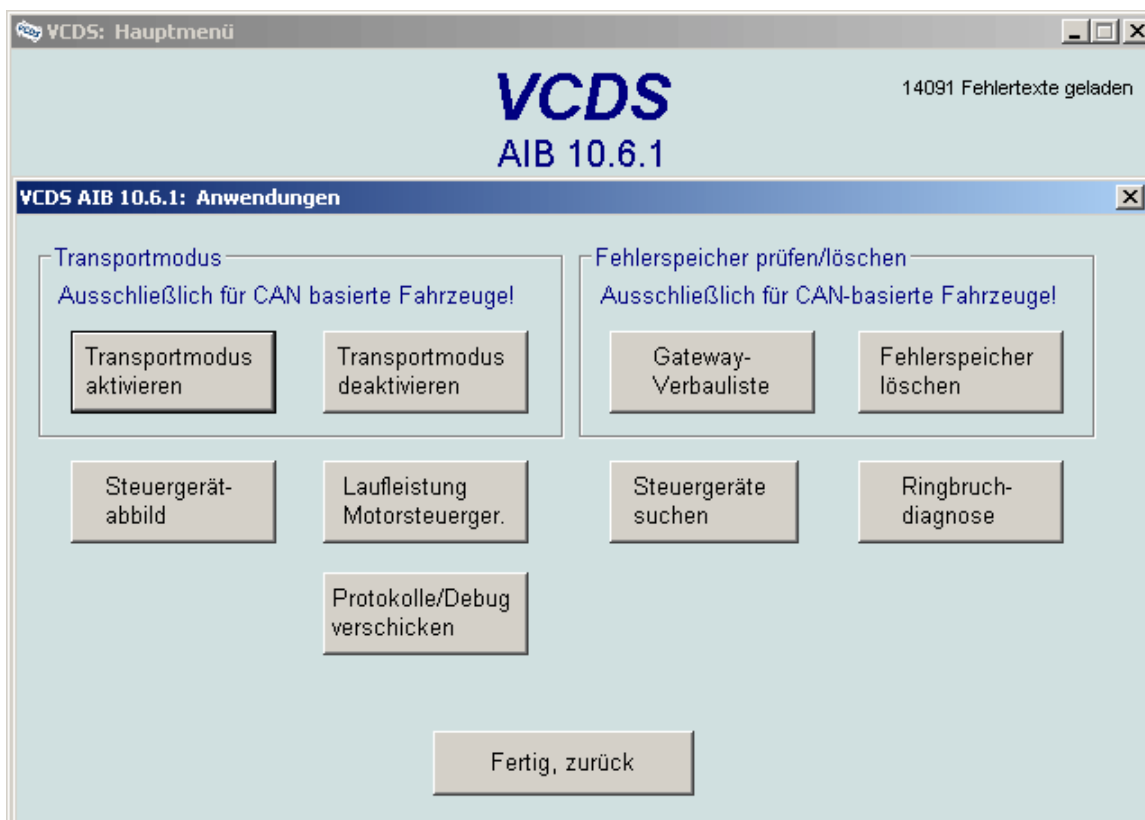 VCDS: Hauptmenü
VCDS
14091 Fehlertexte geladen
AIB 10.6.1
VCDS AIB 10.6.1: Anwendungen
Transportmodus
Ausschließlich für CAN basierte Fahrzeuge!
Transportmodus
aktivieren
Transportmodus
deaktivieren
Fehlerspeicher prüfen/löschen
Ausschließlich für CAN-basierte Fahrzeuge!
Gateway-
Verbauliste
Fehlerspeicher
löschen
Steuergerät-
abbild
Laufleistung
Motorsteuerger.
Steuergeräte
suchen
Ringbruch-
diagnose
Protokolle/Debug
verschicken
Fertig, zurück